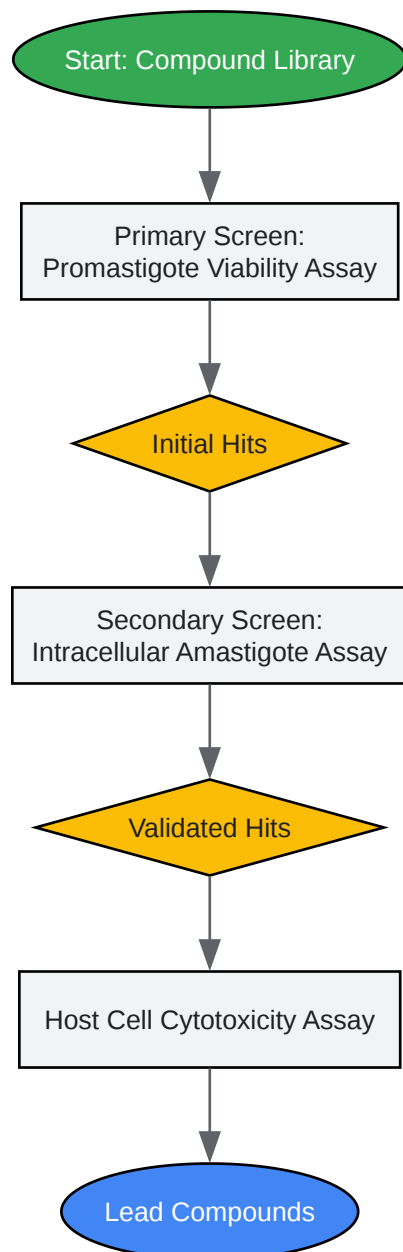 Start: Compound Library
Primary Screen:
Promastigote Viability Assay
Initial Hits
Secondary Screen:
Intracellular Amastigote Assay
Validated Hits
Host Cell Cytotoxicity Assay
Lead Compounds